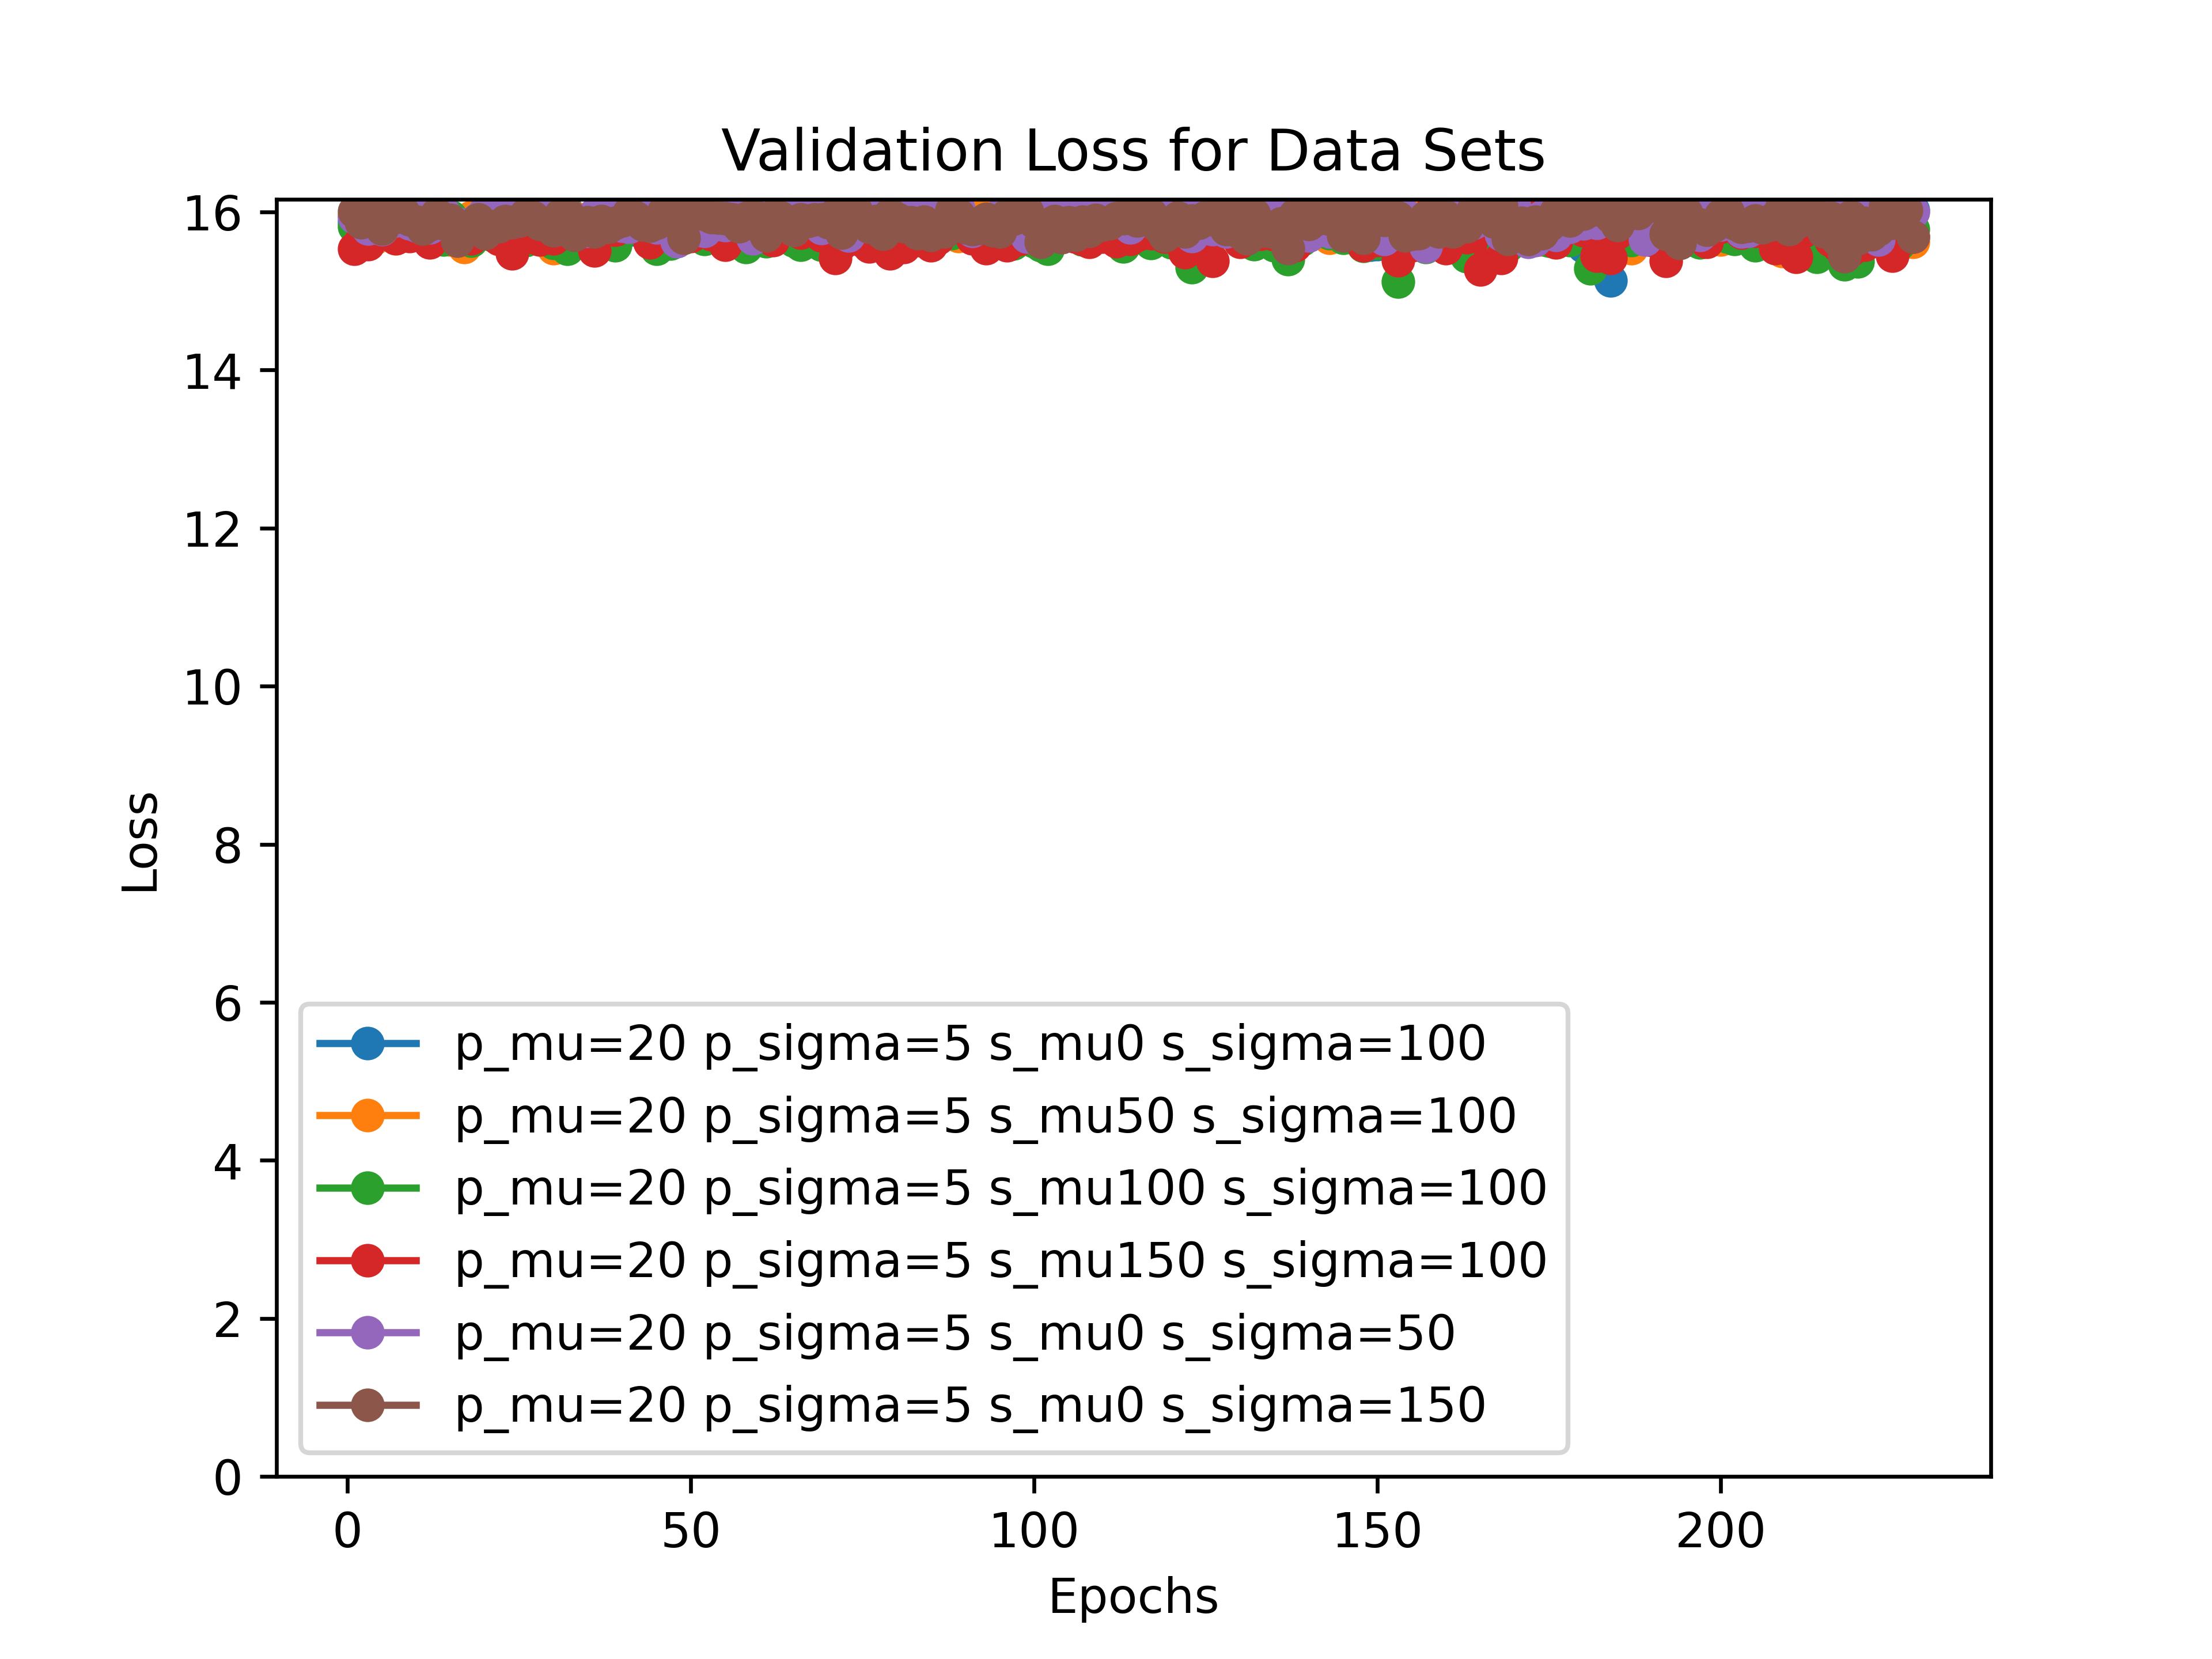 Validation Loss for Data Sets
16
14
12
10
8
6
4
2
0
Loss
p_mu=20 p_sigma=5 s_mu0 s_sigma=100
p_mu=20 p_sigma=5 s_mu50 s_sigma=100
p_mu=20 p_sigma=5 s_mu100 s_sigma=100
p_mu=20 p_sigma=5 s_mu150 s_sigma=100
p_mu=20 p_sigma=5 s_mu0 s_sigma=50
p_mu=20 p_sigma=5 s_mu0 s_sigma=150
0 50 100 150 200
Epochs